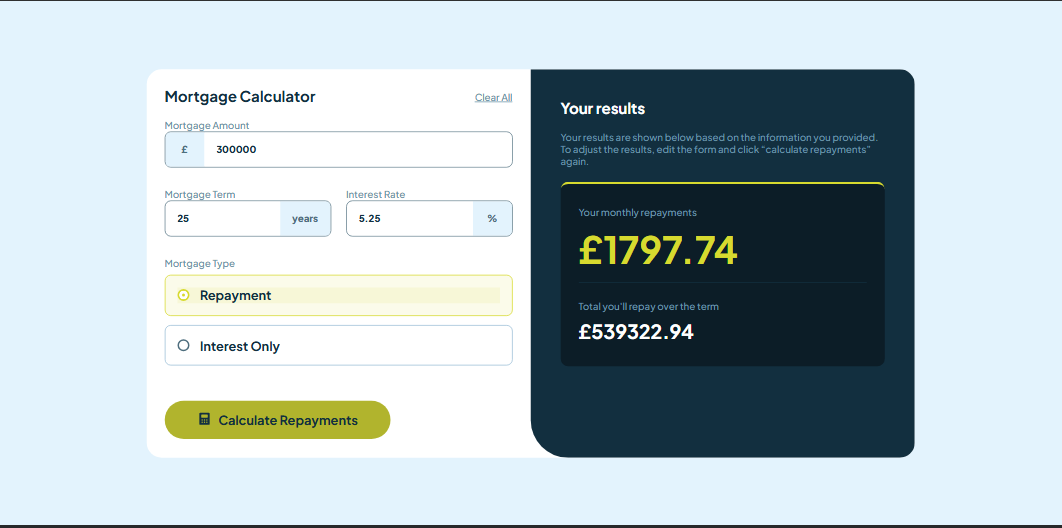 Mortgage Calculator
Clear All
Mortgage Amount
£ 300000
Mortgage Term
25 years
Interest Rate
5.25 %
Mortgage Type
Repayment
Interest Only
Calculate Repayments
Your results
Your results are shown below based on the information you provided.
To adjust the results, edit the form and click “calculate repayments”
again.
Your monthly repayments
£1797.74
Total you'll repay over the term
£539322.94